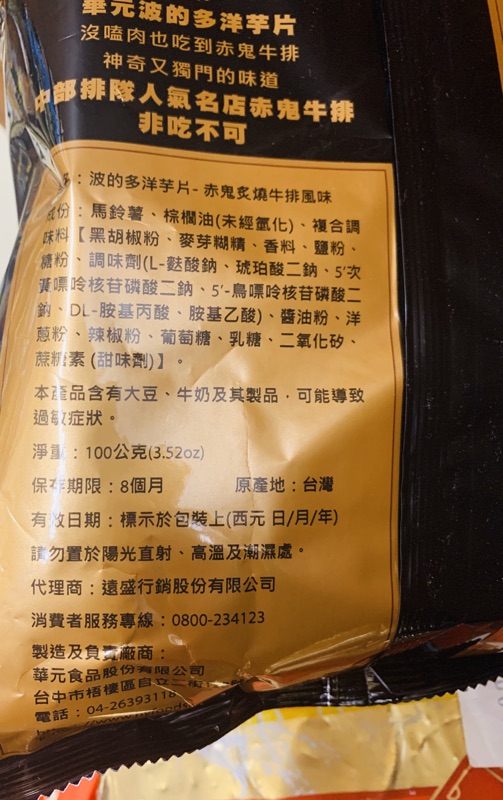 華元波的多洋芋片
沒嗑肉也吃到赤鬼牛排
神奇又獨門的味道
中部排隊人氣名店赤鬼牛排
非吃不可
：波的多洋芋片-赤鬼炙燒牛排風味
成份：馬鈴薯、棕櫚油(未經氫化)、複合調
味料【黑胡椒粉、麥芽糊精、香料、鹽粉、
糖粉、調味劑(L-麩酸鈉、琥珀酸二鈉、5'次
黃嘌呤核苷磷酸二鈉、5'-鳥嘌呤核苷磷酸二
鈉、DL-胺基丙酸、胺基乙酸)、醬油粉、洋
蔥粉、辣椒粉、葡萄糖、乳糖、二氧化矽、
蔗糖素(甜味劑)】。
本產品含有大豆、牛奶及其製品，可能導致
過敏症狀。
淨重：100公克(3.52oz)
保存期限：8個月 原產地：台灣
有效日期：標示於包裝上(西元 日/月/年)
請勿置於陽光直射、高溫及潮濕處。
代理商：遠盛行銷股份有限公司
消費者服務專線：0800-234123
製造及負責廠商：
華元食品股份有限公司
台中市梧棲區自立二街
電話：04-26393118